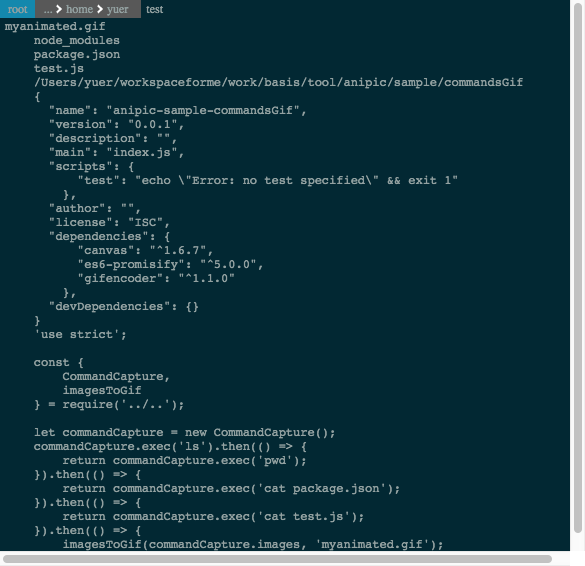 root ... home yuer test
myanimated.gif
node_modules
package.json
test.js
/Users/yuer/workspaceforme/work/basis/tool/anipic/sample/commandsGif
{
"name": "anipic-sample-commandsGif",
"version": "0.0.1",
"description": "",
"main": "index.js",
"scripts": {
"test": "echo \"Error: no test specified\" && exit 1"
},
"author": "",
"license": "ISC",
"dependencies": {
"canvas": "^1.6.7",
"es6-promisify": "^5.0.0",
"gifencoder": "^1.1.0"
},
"devDependencies": {}
}
'use strict';
const {
CommandCapture,
imagesToGif
} = require('../..');
let commandCapture = new CommandCapture();
commandCapture.exec('ls').then(() => {
return commandCapture.exec('pwd');
}).then(() => {
return commandCapture.exec('cat package.json');
}).then(() => {
return commandCapture.exec('cat test.js');
}).then(() => {
imagesToGif(commandCapture.images, 'myanimated.gif');